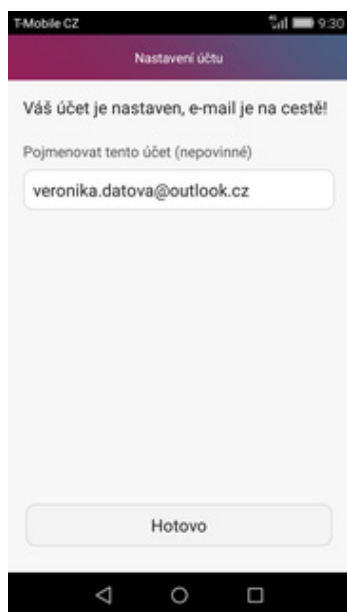 T-Mobile CZ 9:30
Nastavení účtu
Váš účet je nastaven, e-mail je na cestě!
Pojmenovat tento účet (nepovinné)
veronika.datova@outlook.cz
Hotovo